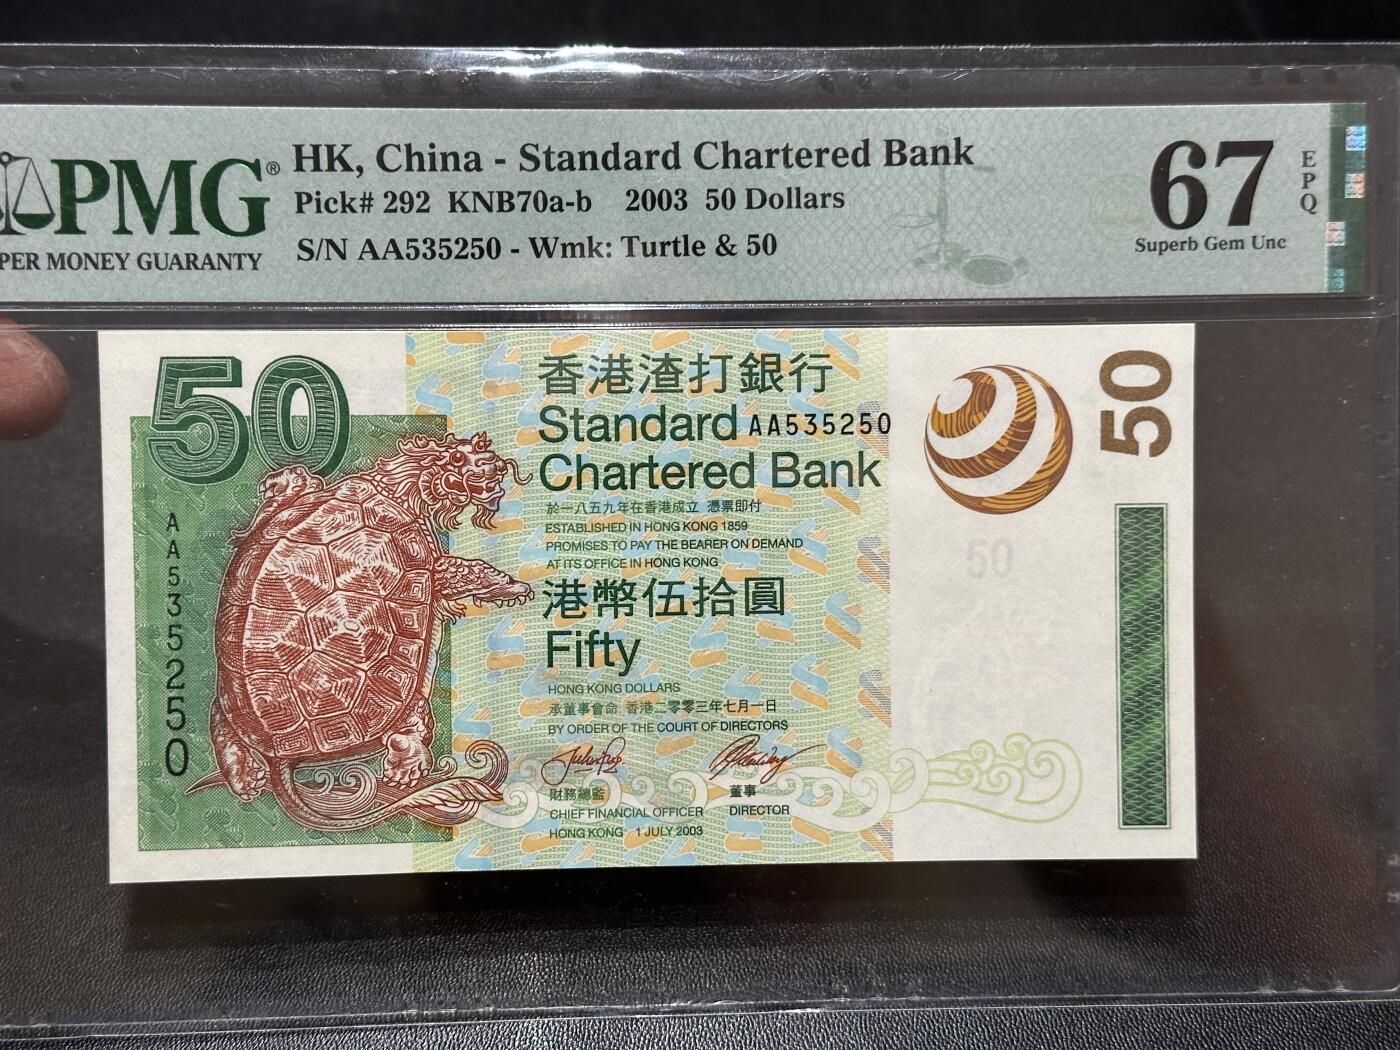 PMG®
PER MONEY GUARANTY
HK, China - Standard Chartered Bank
Pick# 292 KNB70a-b 2003 50 Dollars
S/N AA535250 - Wmk: Turtle & 50
67
EPQ
Superb Gem Unc
50
香港渣打銀行
Standard AA535250
Chartered Bank
於一八五九年在香港成立 憑票即付
ESTABLISHED IN HONG KONG 1859
PROMISES TO PAY THE BEARER ON DEMAND
AT ITS OFFICE IN HONG KONG
港幣伍拾圓
Fifty
HONG KONG DOLLARS
承董事會命 香港二零零三年七月一日
BY ORDER OF THE COURT OF DIRECTORS
財務總監
CHIEF FINANCIAL OFFICER
HONG KONG 1 JULY 2003
董事
DIRECTOR
AA535250
50
50